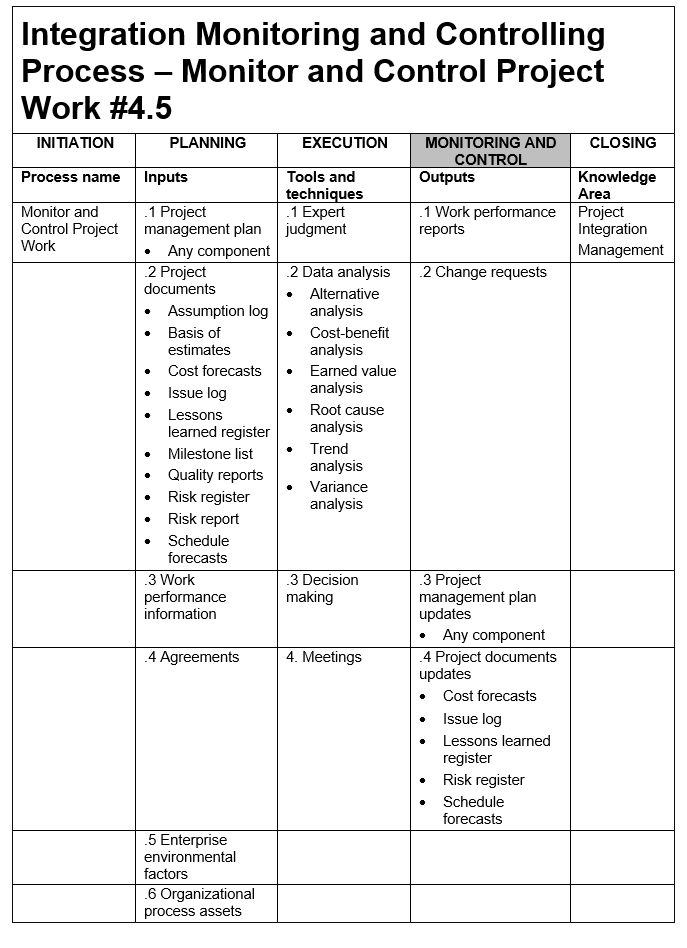 Integration Monitoring and Controlling
Process – Monitor and Control Project
Work #4.5
INITIATION
PLANNING
EXECUTION
MONITORING AND
CONTROL
CLOSING
Process name
Inputs
Tools and
techniques
Outputs
Knowledge
Area
Monitor and
Control Project
Work
.1 Project
management plan
• Any component
.1 Expert
judgment
.1 Work performance
reports
Project
Integration
Management
.2 Project
documents
• Assumption log
• Basis of
estimates
• Cost forecasts
• Issue log
• Lessons
learned register
• Milestone list
• Quality reports
• Risk register
• Risk report
• Schedule
forecasts
.2 Data analysis
• Alternative
analysis
• Cost-benefit
analysis
• Earned value
analysis
• Root cause
analysis
• Trend
analysis
• Variance
analysis
.2 Change requests
.3 Work
performance
information
.3 Decision
making
.3 Project
management plan
updates
• Any component
.4 Agreements
4. Meetings
.4 Project documents
updates
• Cost forecasts
• Issue log
• Lessons learned
register
• Risk register
• Schedule
forecasts
.5 Enterprise
environmental
factors
.6 Organizational
process assets